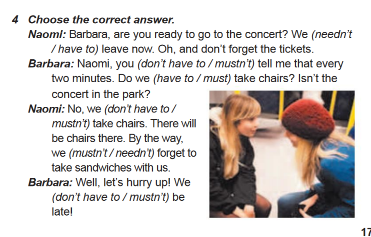 4 Choose the correct answer.
Naomi: Barbara, are you ready to go to the concert? We (needn't
/ have to) leave now. Oh, and don't forget the tickets.
Barbara: Naomi, you (don't have to / mustn't) tell me that every
two minutes. Do we (have to / must) take chairs? Isn't the
concert in the park?
Naomi: No, we (don't have to /
mustn't) take chairs. There will
be chairs there. By the way,
we (mustn't / needn't) forget to
take sandwiches with us.
Barbara: Well, let's hurry up! We
(don't have to / mustn't) be
late!
17